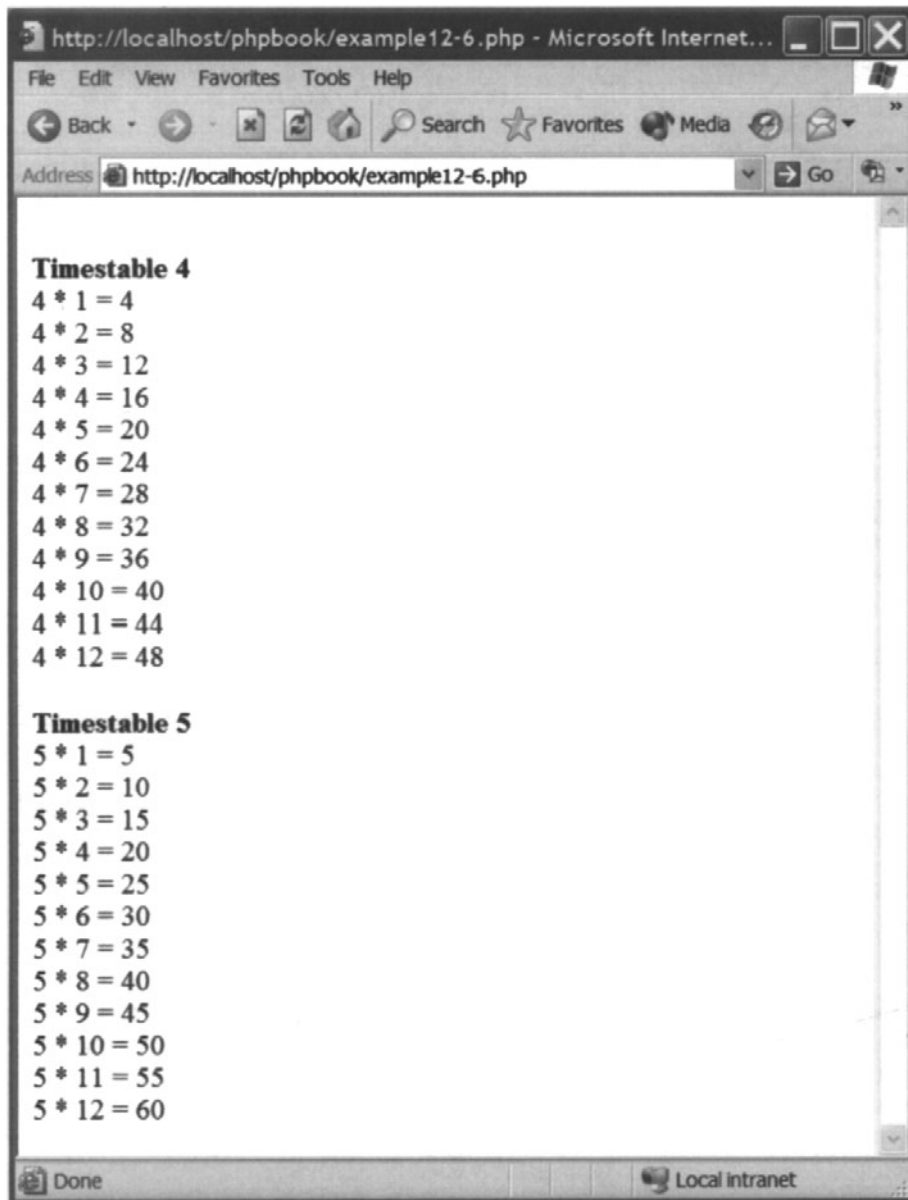 http://localhost/phpbook/example12-6.php - Microsoft Internet...
File Edit View Favorites Tools Help
Back Search Favorites Media
Address http://localhost/phpbook/example12-6.php Go
Timestable 4
4 * 1 = 4
4 * 2 = 8
4 * 3 = 12
4 * 4 = 16
4 * 5 = 20
4 * 6 = 24
4 * 7 = 28
4 * 8 = 32
4 * 9 = 36
4 * 10 = 40
4 * 11 = 44
4 * 12 = 48
Timestable 5
5 * 1 = 5
5 * 2 = 10
5 * 3 = 15
5 * 4 = 20
5 * 5 = 25
5 * 6 = 30
5 * 7 = 35
5 * 8 = 40
5 * 9 = 45
5 * 10 = 50
5 * 11 = 55
5 * 12 = 60
Done Local intranet